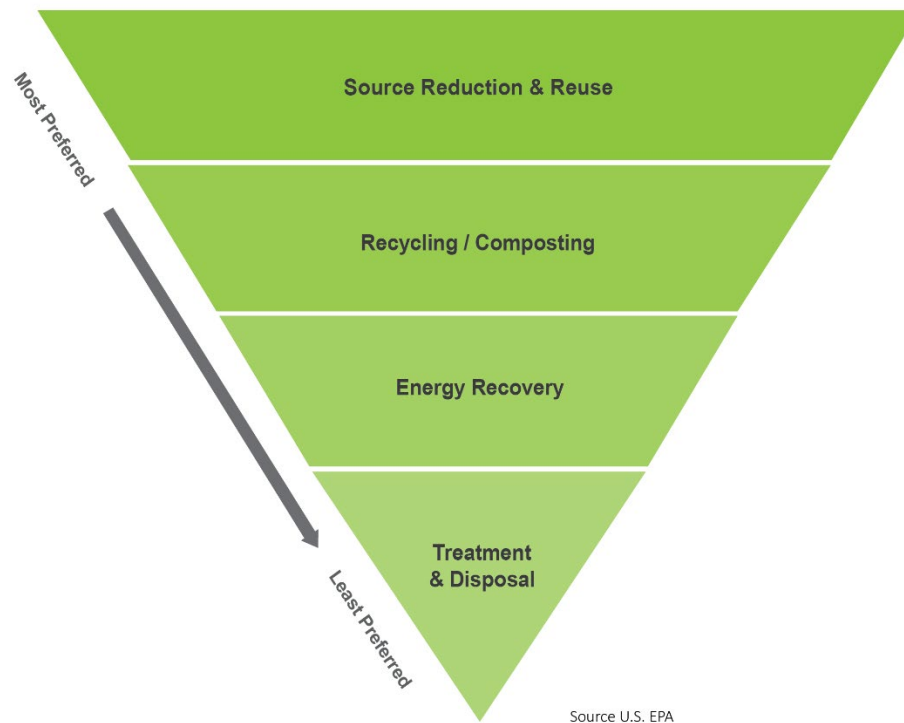 Source Reduction & Reuse
Most Preferred
Recycling / Composting
Energy Recovery
Treatment
& Disposal
Least Preferred
Source U.S. EPA